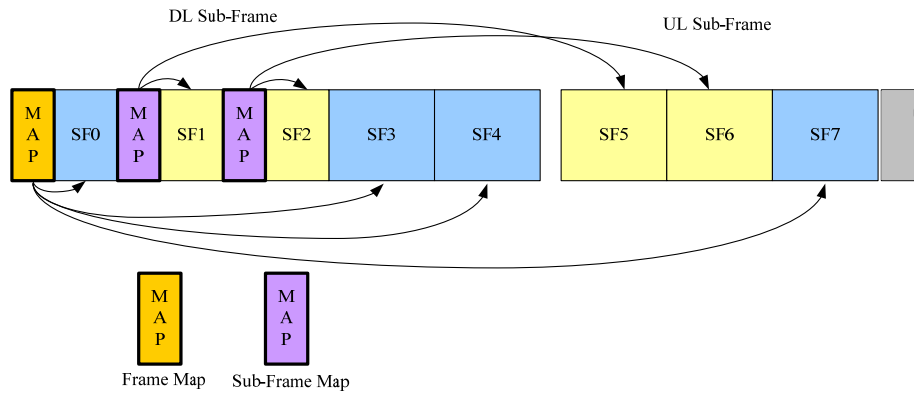 DL Sub-Frame
UL Sub-Frame
M
A
P
SF0
M
A
P
SF1
M
A
P
SF2
SF3
SF4
SF5
SF6
SF7
M
A
P
Frame Map
M
A
P
Sub-Frame Map